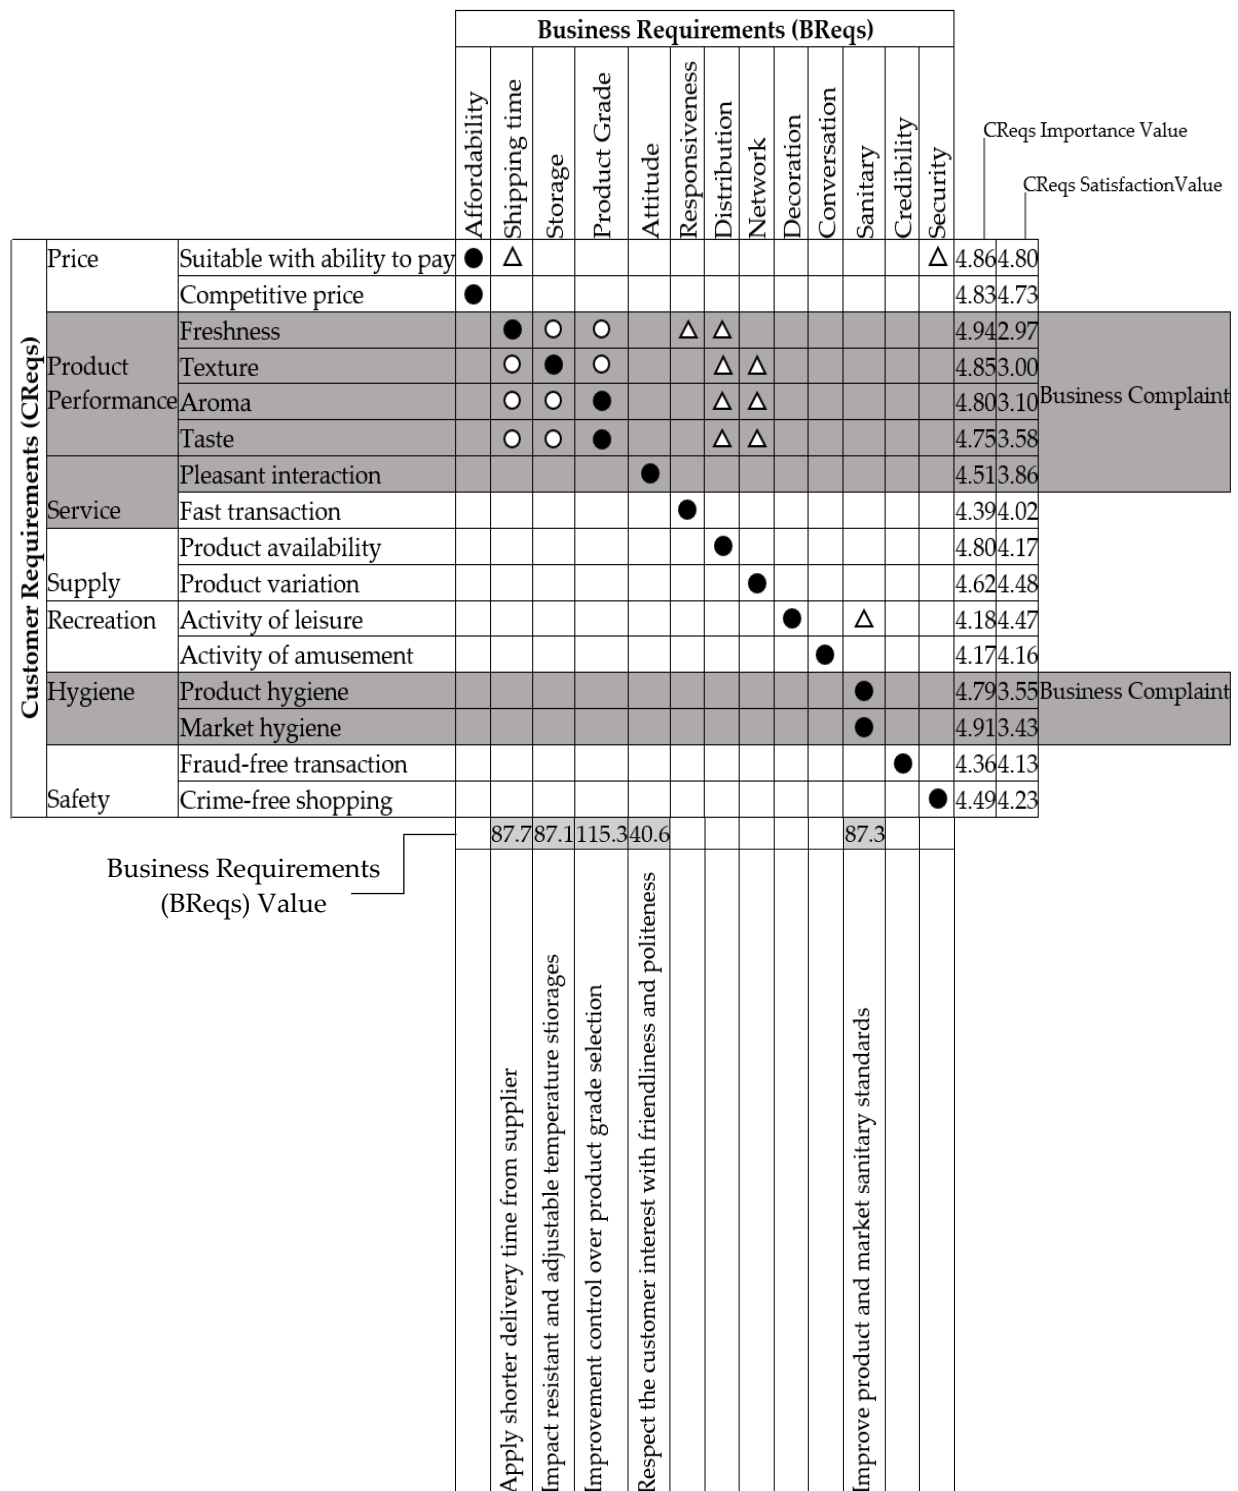 Business Requirements (BReqs)
Affordability
Shipping time
Storage
Product Grade
Attitude
Responsiveness
Distribution
Network
Decoration
Conversation
Sanitary
Credibility
Security
CReqs Importance Value
CReqs SatisfactionValue
Customer Requirements (CReqs)
Price Suitable with ability to pay ● △ △ 4.86 4.80
Competitive price ● 4.83 4.73
Freshness ● ○ ○ △ △ 4.94 2.97
Product Texture ○ ● ○ △ △ 4.85 3.00
Performance Aroma ○ ○ ● △ △ 4.80 3.10 Business Complaint
Taste ○ ○ ● △ △ 4.75 3.58
Pleasant interaction ● 4.51 3.86
Service Fast transaction ● 4.39 4.02
Product availability ● 4.80 4.17
Supply Product variation ● 4.62 4.48
Recreation Activity of leisure ● △ 4.18 4.47
Activity of amusement ● 4.17 4.16
Hygiene Product hygiene ● 4.79 3.55 Business Complaint
Market hygiene ● 4.91 3.43
Fraud-free transaction ● 4.36 4.13
Safety Crime-free shopping ● 4.49 4.23
87.7 87.1 115.3 40.6 87.3
Business Requirements
(BReqs) Value
Apply shorter delivery time from supplier
Impact resistant and adjustable temperature stiorages
Improvement control over product grade selection
Respect the customer interest with friendliness and politeness
Improve product and market sanitary standards